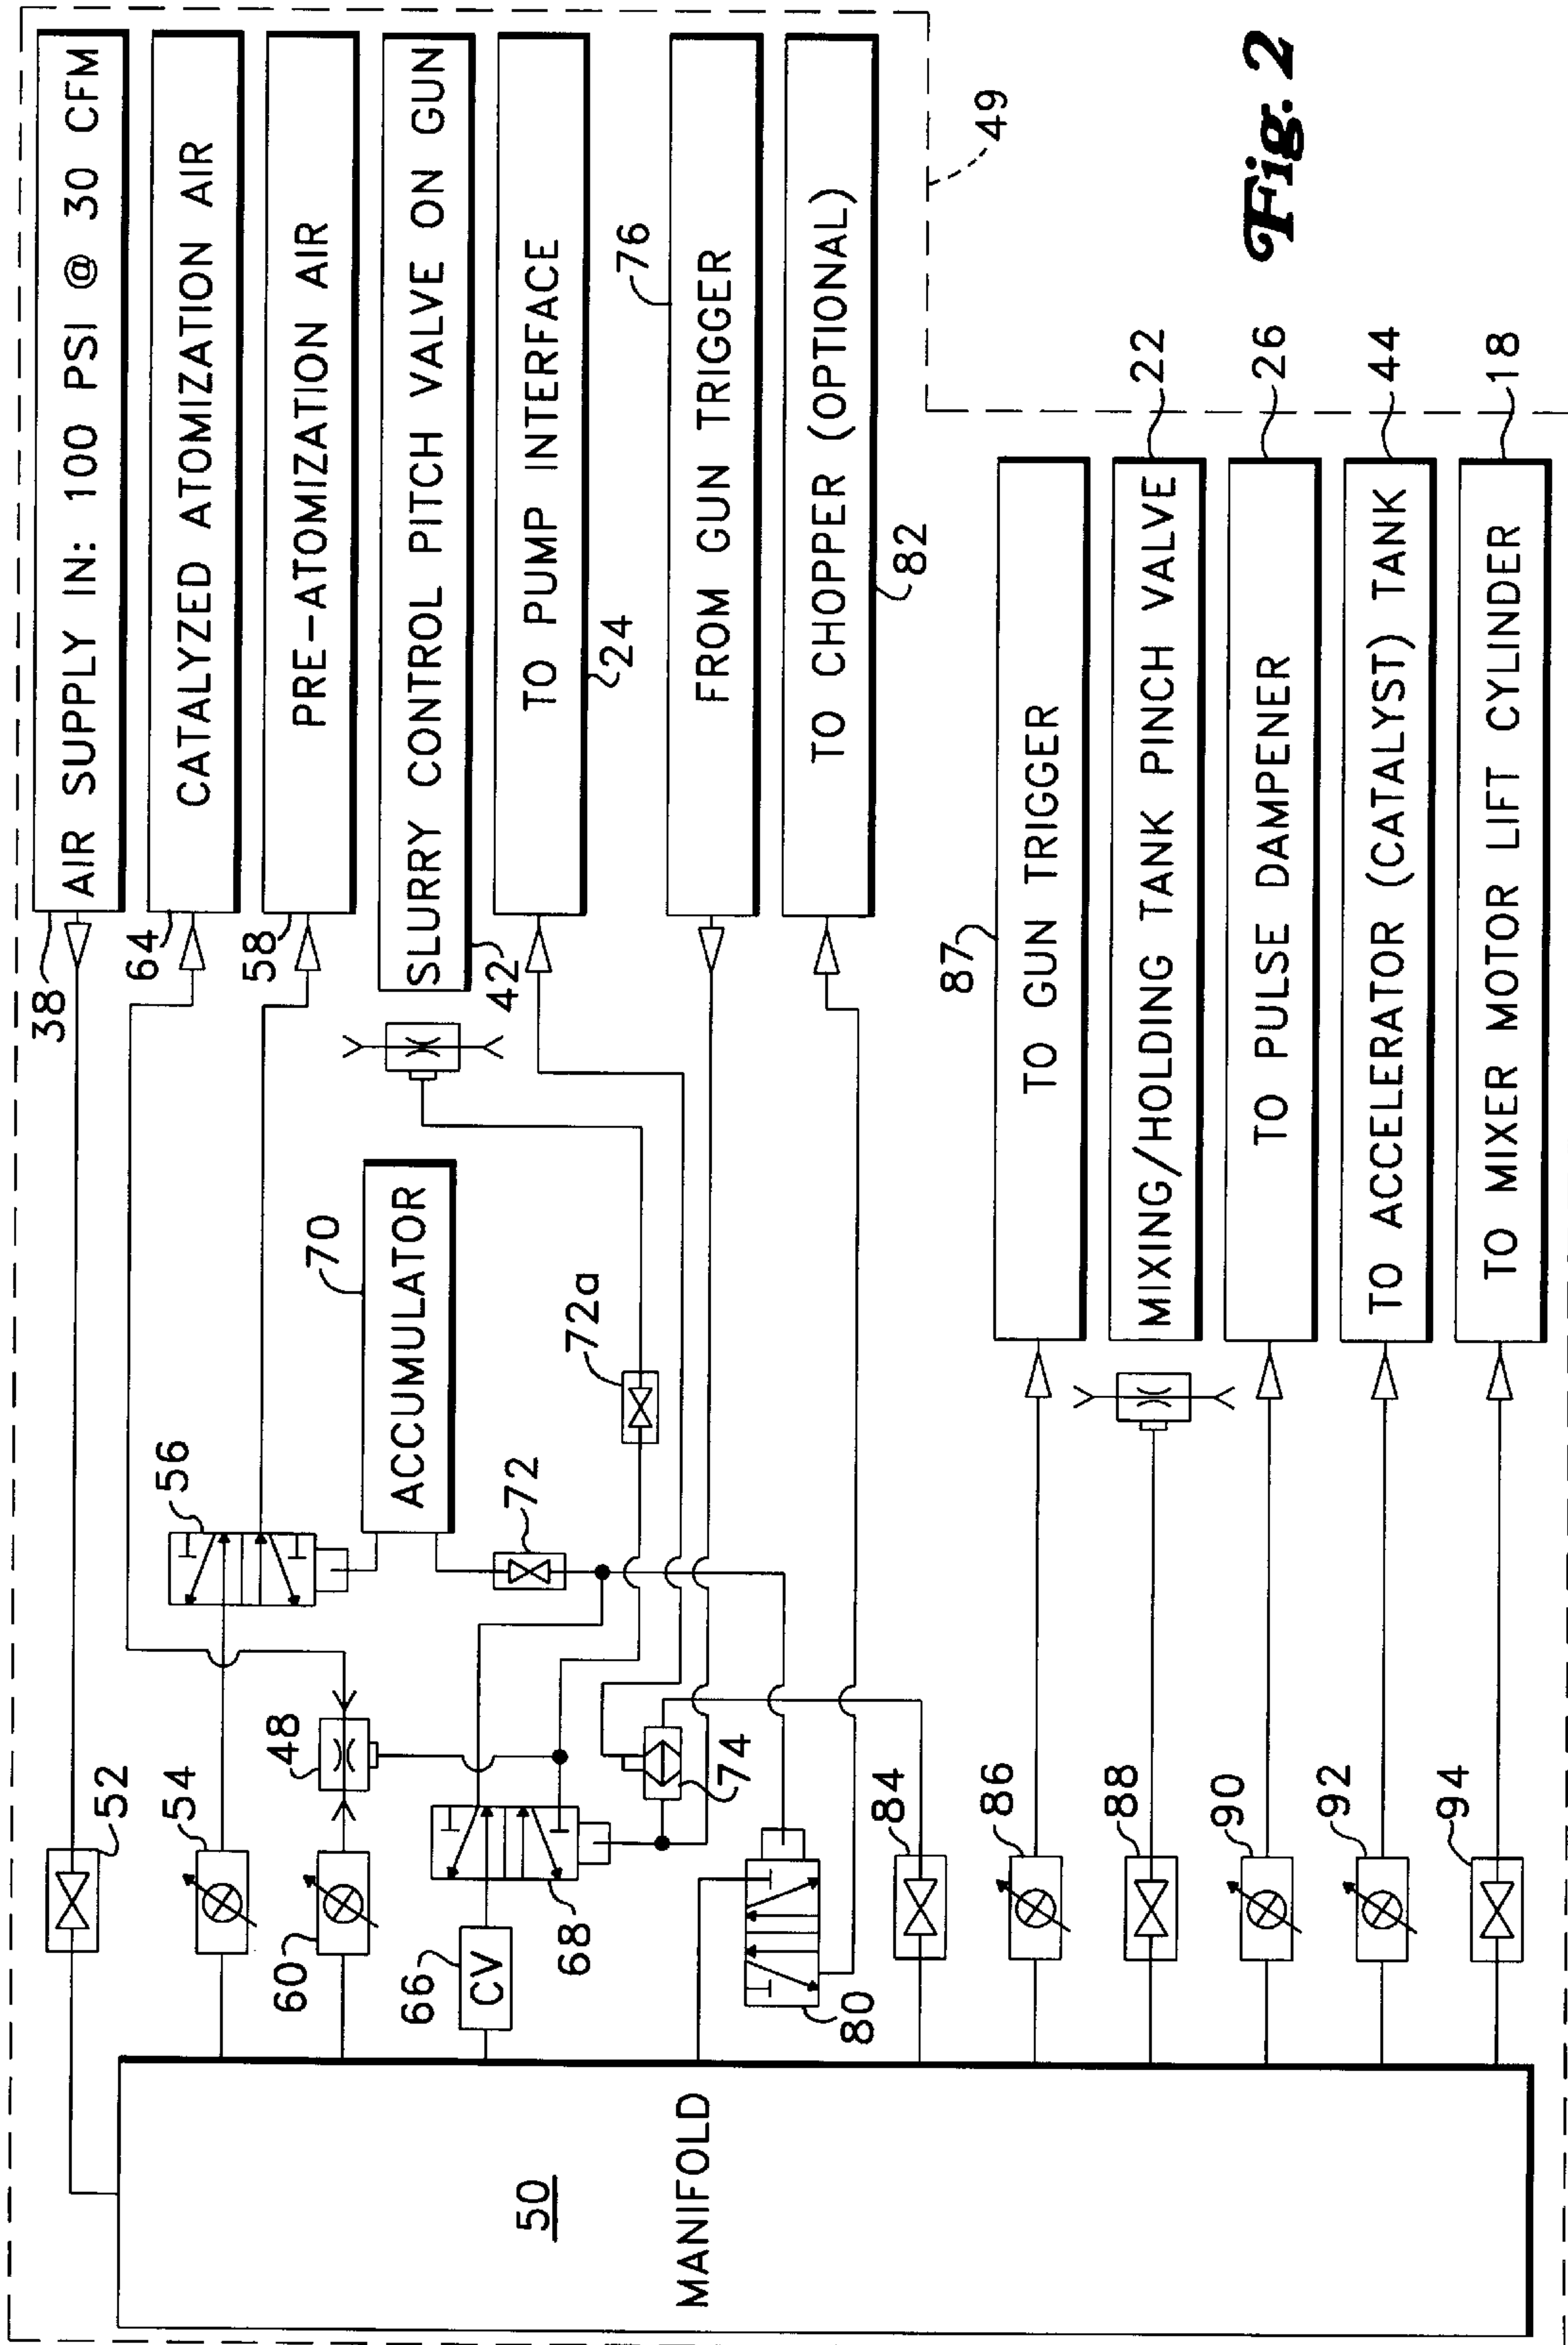 38
AIR SUPPLY IN: 100 PSI @ 30 CFM
64
CATALYZED ATOMIZATION AIR
58
PRE-ATOMIZATION AIR
SLURRY CONTROL PITCH VALVE ON GUN
42
TO PUMP INTERFACE
24
76
FROM GUN TRIGGER
TO CHOPPER (OPTIONAL)
82
49
Fig. 2
87
TO GUN TRIGGER
MIXING/HOLDING TANK PINCH VALVE
22
TO PULSE DAMPENER
26
TO ACCELERATOR (CATALYST) TANK
44
TO MIXER MOTOR LIFT CYLINDER
18
70
ACCUMULATOR
56
72
72a
52
54
48
60
66
CV
68
74
80
84
86
88
90
92
94
50
MANIFOLD